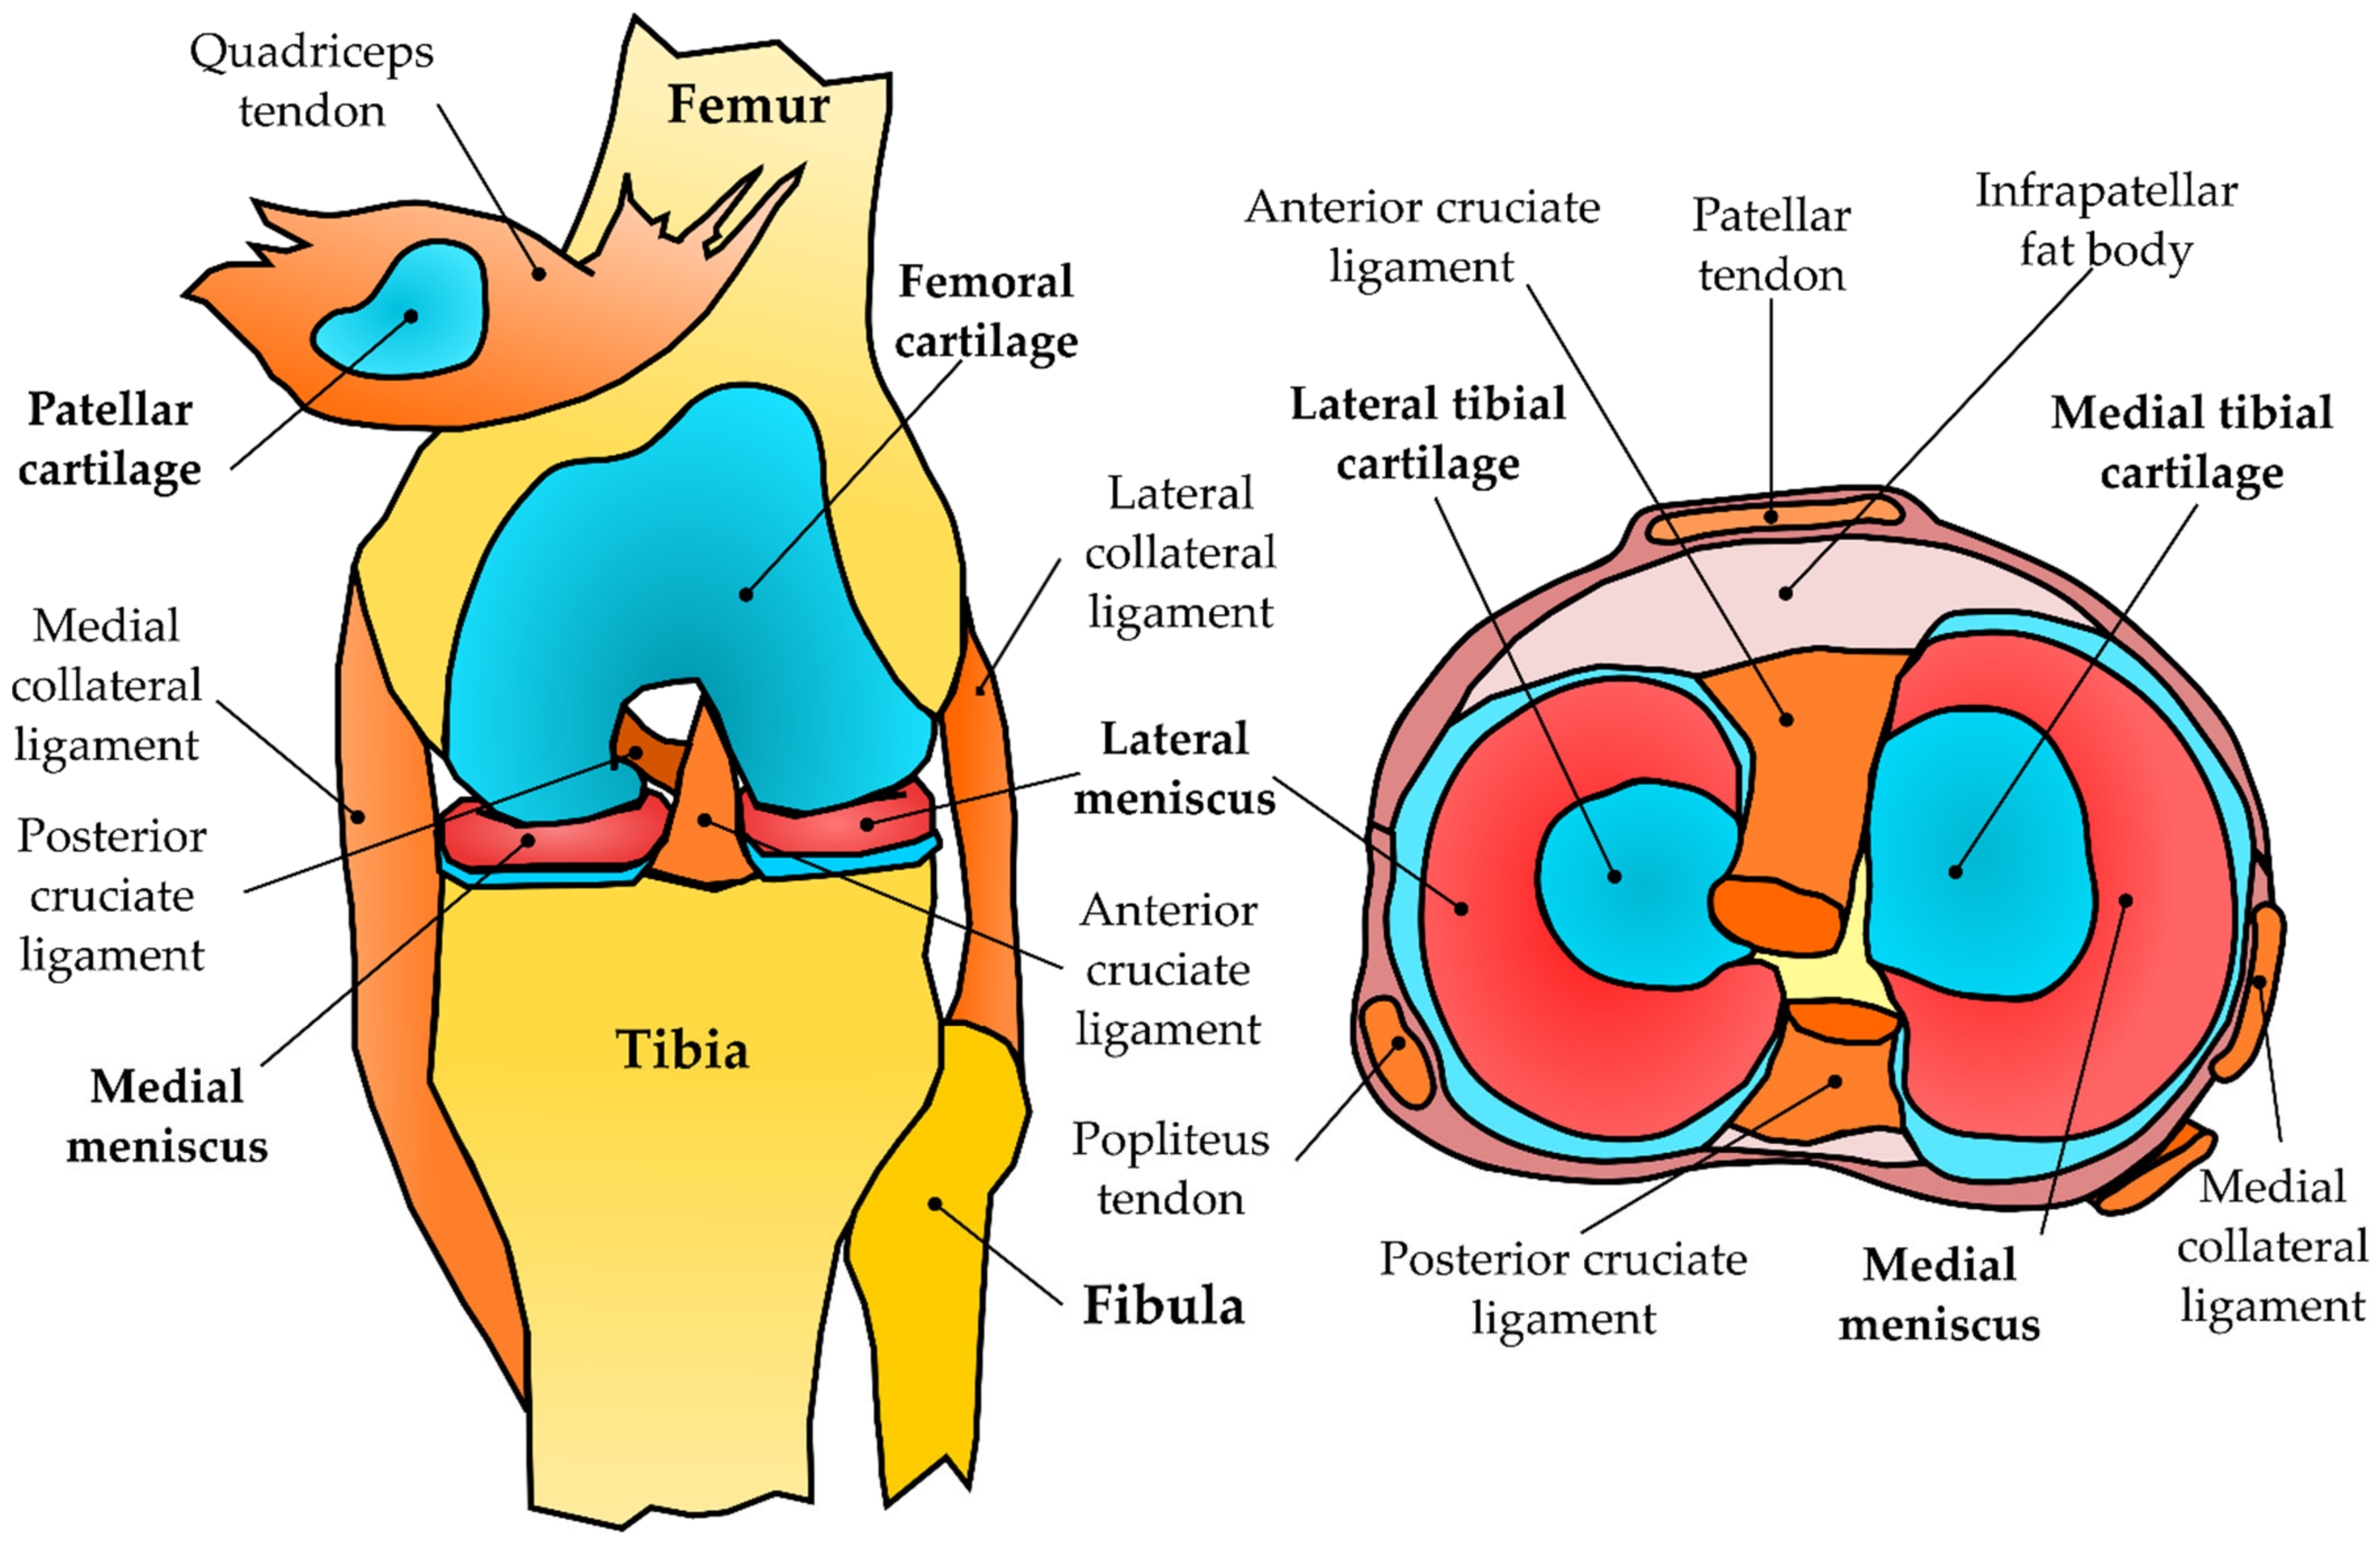 Quadriceps
tendon
Femur
Femoral
cartilage
Patellar
cartilage
Lateral
collateral
ligament
Medial
collateral
ligament
Lateral
meniscus
Posterior
cruciate
ligament
Anterior
cruciate
ligament
Tibia
Medial
meniscus
Fibula
Anterior cruciate
ligament
Patellar
tendon
Infrapatellar
fat body
Lateral tibial
cartilage
Medial tibial
cartilage
Popliteus
tendon
Posterior cruciate
ligament
Medial
meniscus
Medial
collateral
ligament